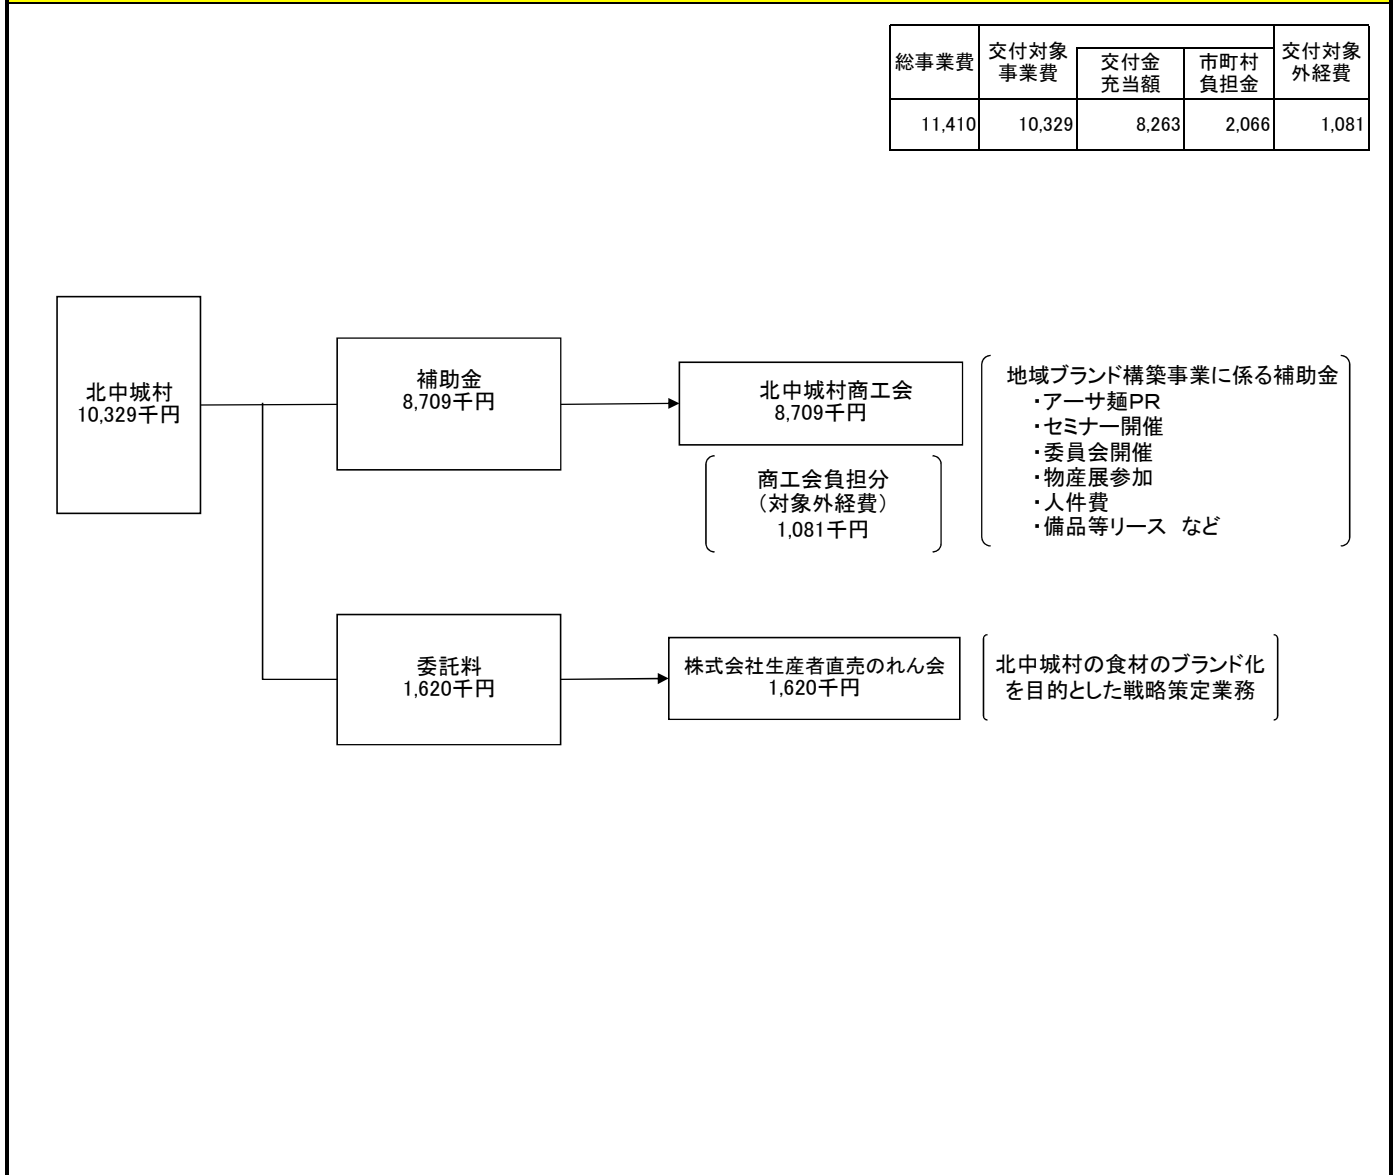 総事業費
交付対象
事業費
交付金
充当額
市町村
負担金
交付対象
外経費
11,410 10,329 8,263 2,066 1,081
北中城村
10,329千円
補助金
8,709千円
北中城村商工会
8,709千円
商工会負担分
（対象外経費）
1,081千円
地域ブランド構築事業に係る補助金
・アーサ麺PR
・セミナー開催
・委員会開催
・物産展参加
・人件費
・備品等リース など
委託料
1,620千円
株式会社生産者直売のれん会
1,620千円
北中城村の食材のブランド化
を目的とした戦略策定業務